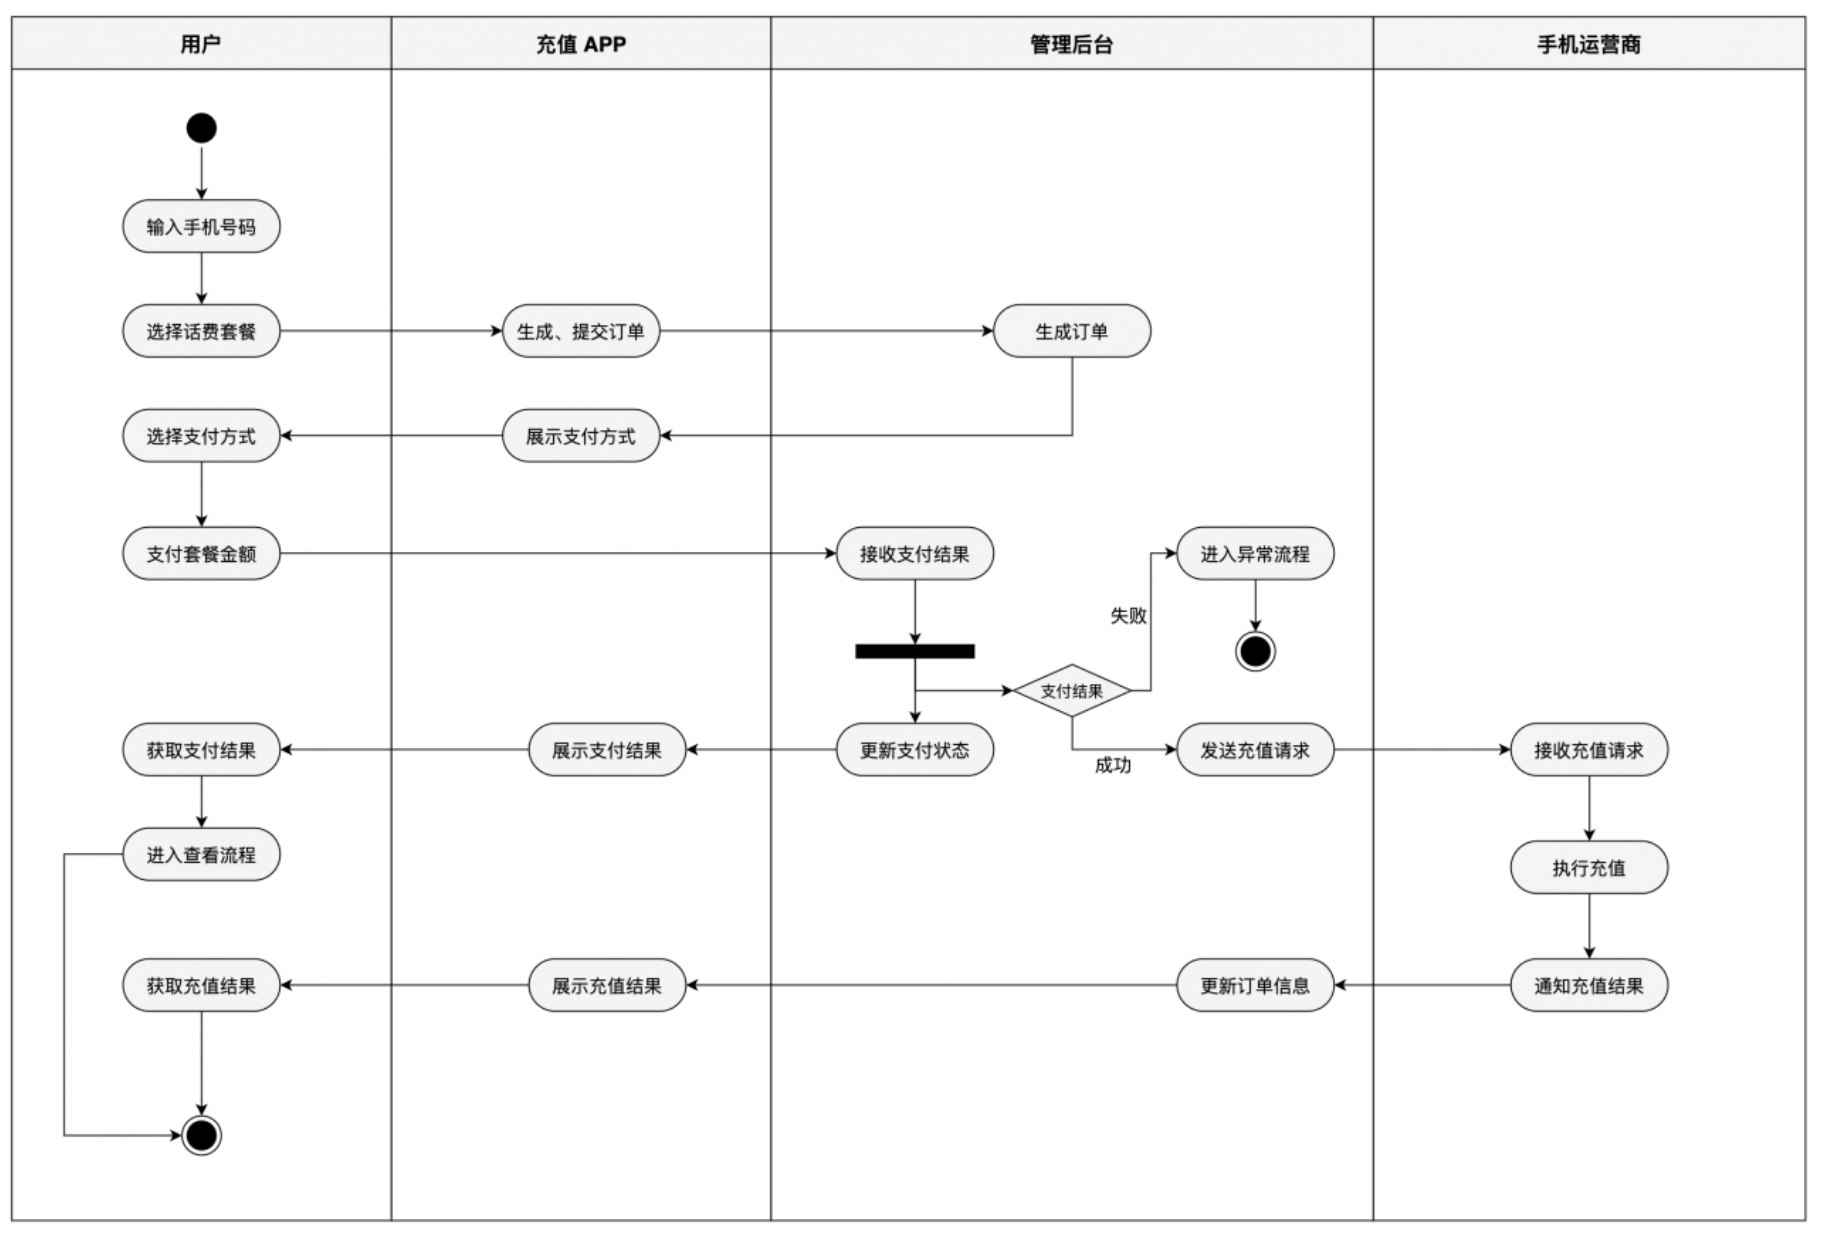 用户
充值 APP
管理后台
手机运营商
输入手机号码
选择话费套餐
生成、提交订单
生成订单
选择支付方式
展示支付方式
支付套餐金额
接收支付结果
进入异常流程
失败
支付结果
获取支付结果
展示支付结果
更新支付状态
发送充值请求
接收充值请求
成功
进入查看流程
执行充值
获取充值结果
展示充值结果
更新订单信息
通知充值结果